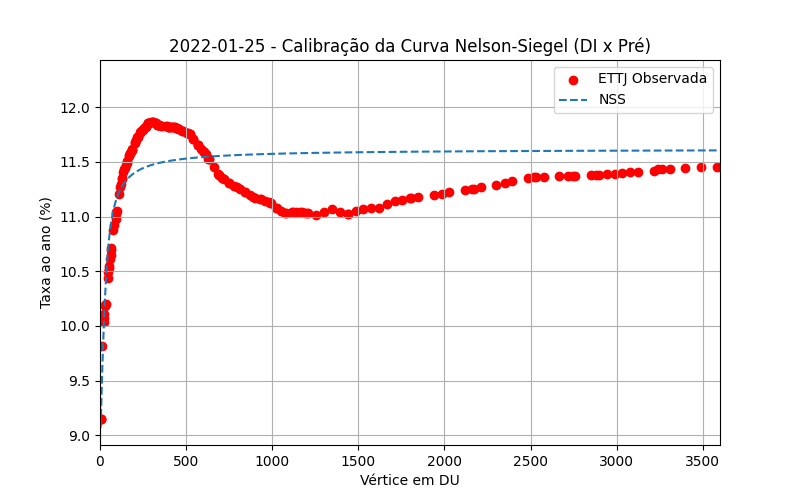 2022-01-25 - Calibração da Curva Nelson-Siegel (DI x Pré)
ETTJ Observada
NSS
Taxa ao ano (%)
12.0
11.5
11.0
10.5
10.0
9.5
9.0
0 500 1000 1500 2000 2500 3000 3500
Vértice em DU